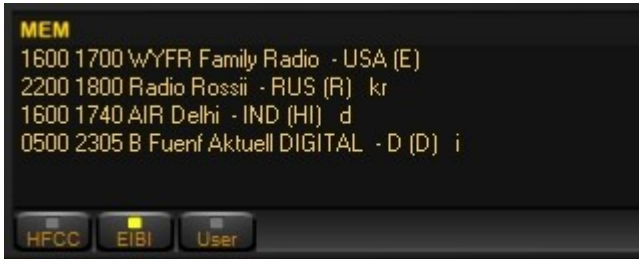 MEM
1600 1700 WYFR Family Radio - USA (E)
2200 1800 Radio Rossii - RUS (R) kr
1600 1740 AIR Delhi - IND (HI) d
0500 2305 B Fuenf Aktuell DIGITAL - D (D) i
HFCC EIBI User